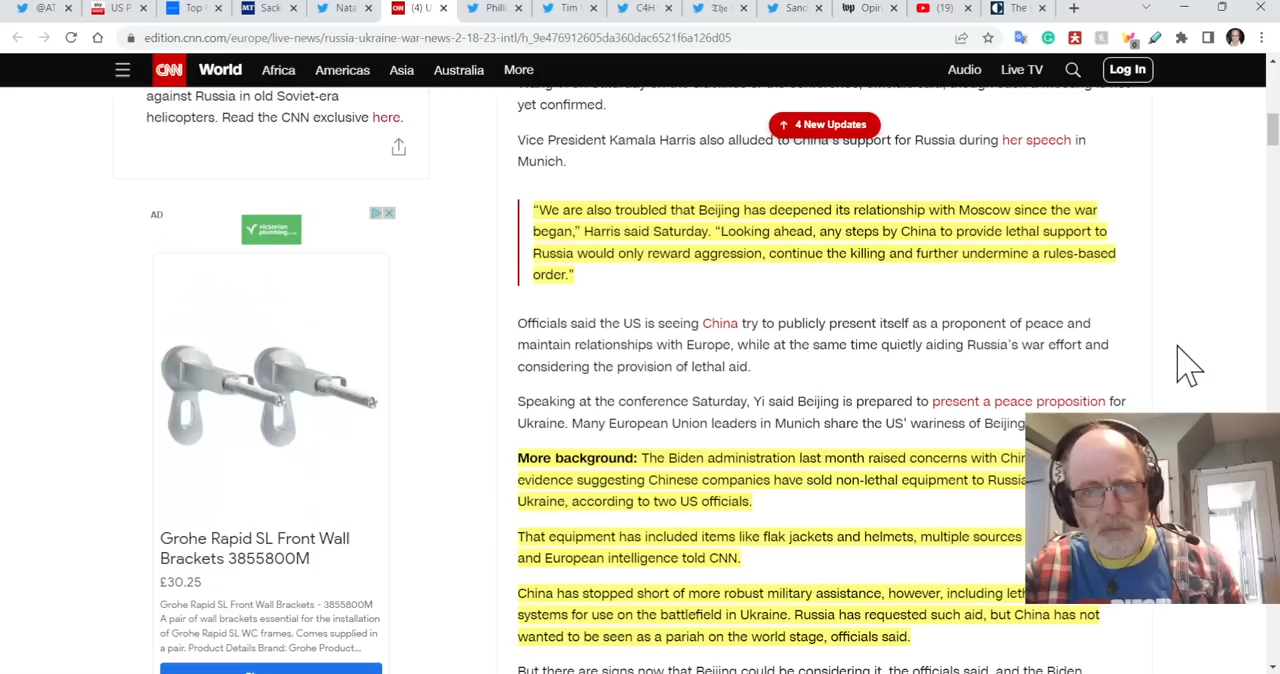 @AT
US P
Top
Sack
Nata
(4) U
Philli
Tim
C4H
The
Sand
Opin
(19)
The
edition.cnn.com/europe/live-news/russia-ukraine-war-news-2-18-23-intl/h_9e476912605da360dac6521f6a126d05
CNN World Africa Americas Asia Australia More Audio Live TV Log In
against Russia in old Soviet-era
helicopters. Read the CNN exclusive here.
AD
victorian
plumbing
Grohe Rapid SL Front Wall
Brackets 3855800M
£30.25
Grohe Rapid SL Front Wall Brackets - 3855800M
A pair of wall brackets essential for the installation
of Grohe Rapid SL WC frames. Comes supplied in
a pair. Product Details Brand: Grohe Product...
yet confirmed.
4 New Updates
Vice President Kamala Harris also alluded to China's support for Russia during her speech in
Munich.
“We are also troubled that Beijing has deepened its relationship with Moscow since the war
began,” Harris said Saturday. “Looking ahead, any steps by China to provide lethal support to
Russia would only reward aggression, continue the killing and further undermine a rules-based
order.”
Officials said the US is seeing China try to publicly present itself as a proponent of peace and
maintain relationships with Europe, while at the same time quietly aiding Russia’s war effort and
considering the provision of lethal aid.
Speaking at the conference Saturday, Yi said Beijing is prepared to present a peace proposition for
Ukraine. Many European Union leaders in Munich share the US’ wariness of Beijing
More background: The Biden administration last month raised concerns with Chin
evidence suggesting Chinese companies have sold non-lethal equipment to Russia
Ukraine, according to two US officials.
That equipment has included items like flak jackets and helmets, multiple sources
and European intelligence told CNN.
China has stopped short of more robust military assistance, however, including leth
systems for use on the battlefield in Ukraine. Russia has requested such aid, but China has not
wanted to be seen as a pariah on the world stage, officials said.
But there are signs now that Beijing could be considering it, the officials said, and the Biden